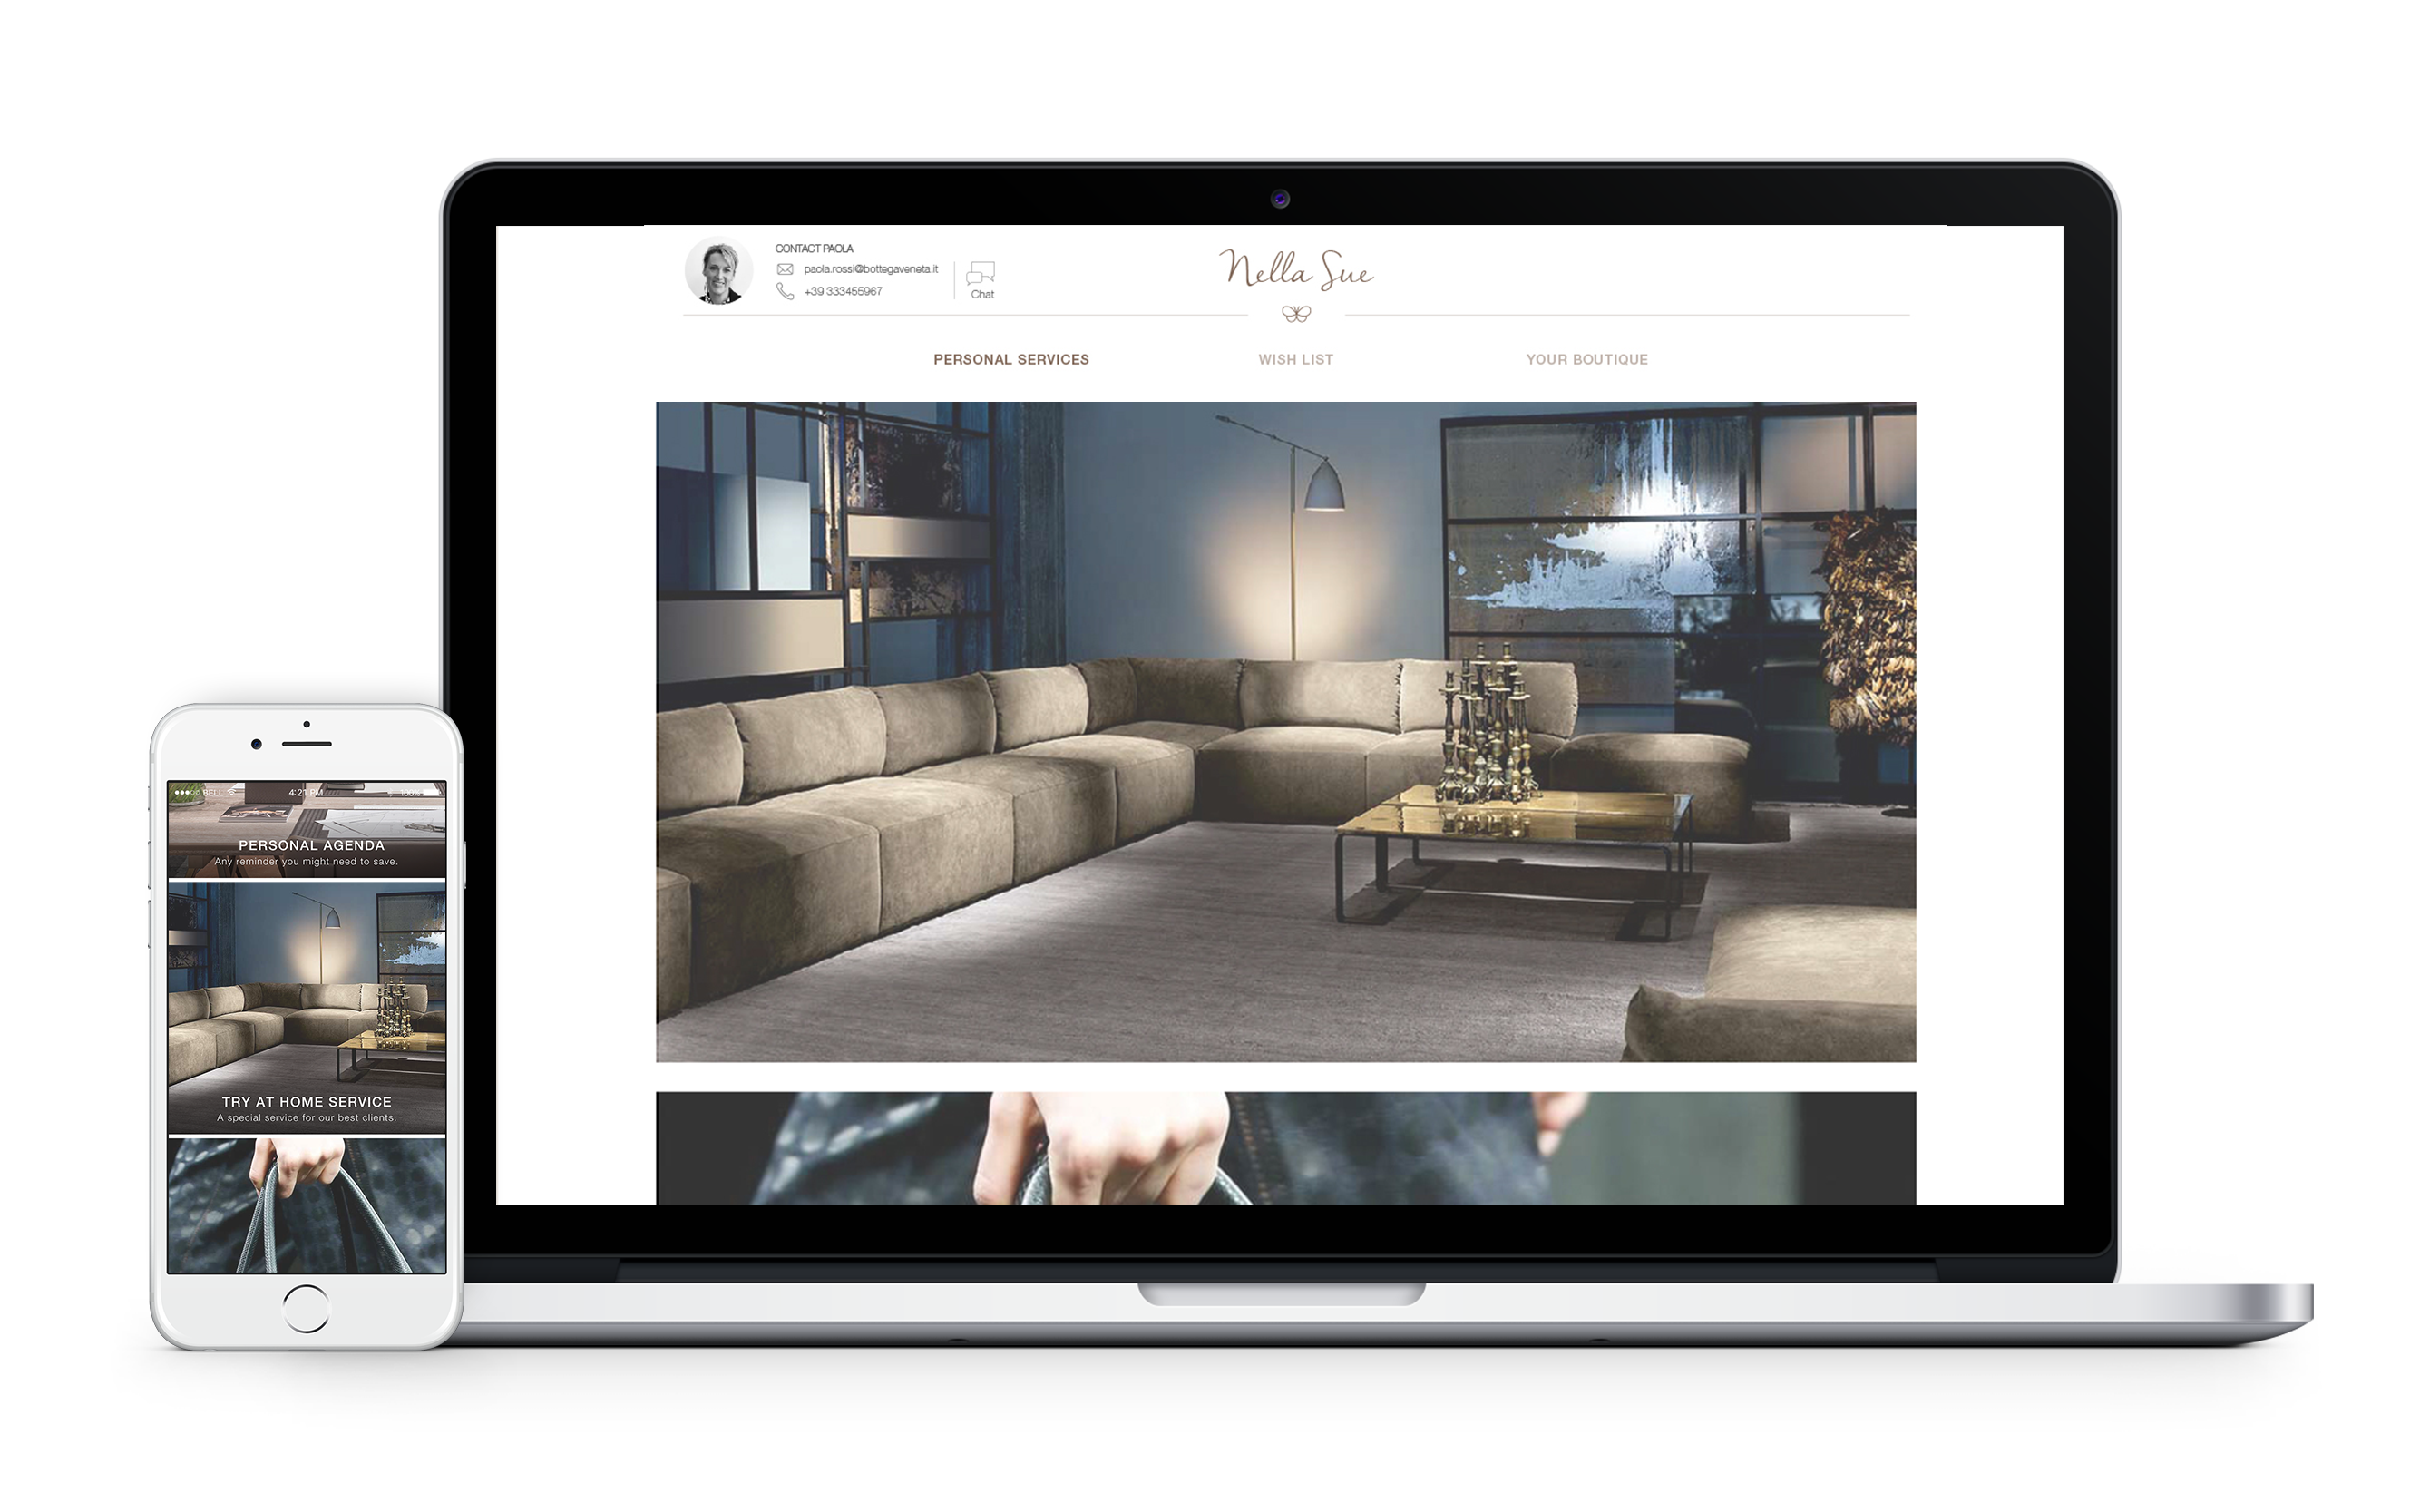 CONTACT PAOLA
paola.rossi@bottegaveneta.it
+39 333455967
Chat
Nella Sue
PERSONAL SERVICES
WISH LIST
YOUR BOUTIQUE
BELL
4:21 PM
100%
PERSONAL AGENDA
Any reminder you might need to save.
TRY AT HOME SERVICE
A special service for our best clients.